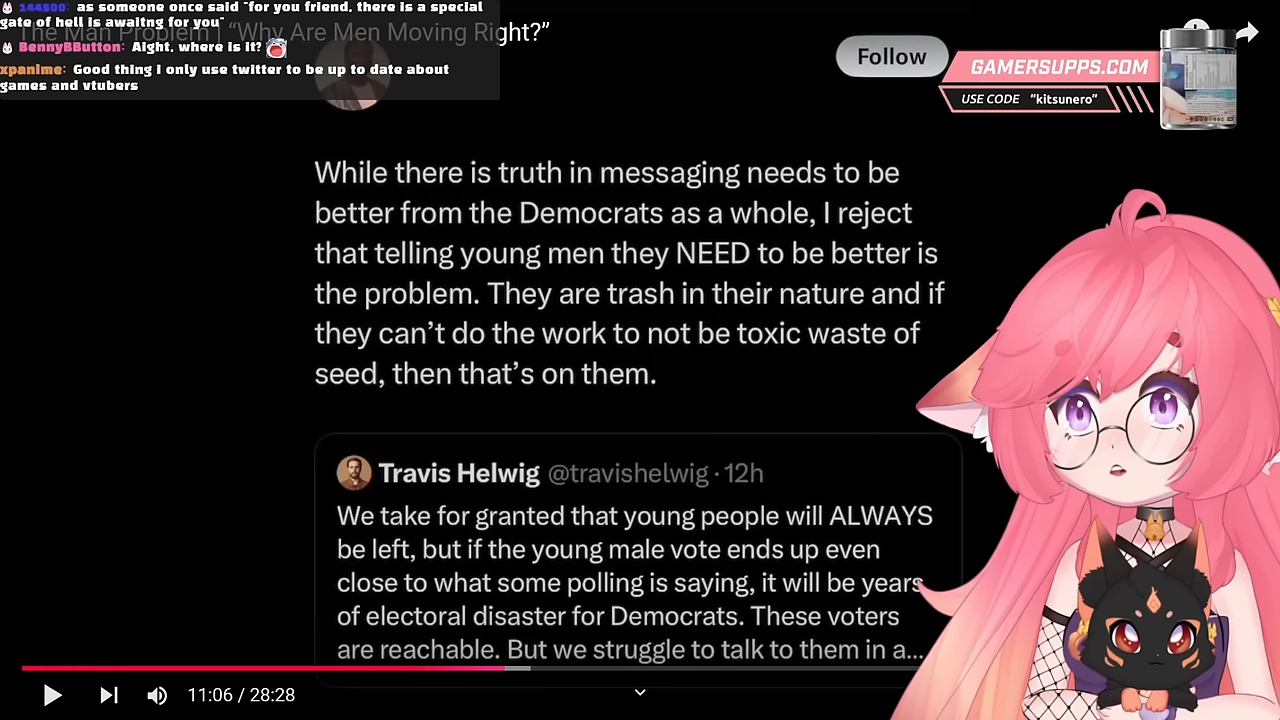 144500: as someone once said "for you friend, there is a special
gate of hell is awaitng for you"
The Man Problem | “Why Are Men Moving Right?”
BennyBButton: Aight, where is it?
xpanime: Good thing I only use twitter to be up to date about
games and vtubers
Follow
GAMERSUPPS.COM
USE CODE “kitsunero”
While there is truth in messaging needs to be
better from the Democrats as a whole, I reject
that telling young men they NEED to be better is
the problem. They are trash in their nature and if
they can’t do the work to not be toxic waste of
seed, then that’s on them.
Travis Helwig @travishelwig · 12h
We take for granted that young people will ALWAYS
be left, but if the young male vote ends up even
close to what some polling is saying, it will be years
of electoral disaster for Democrats. These voters
are reachable. But we struggle to talk to them in a...
11:06 / 28:28